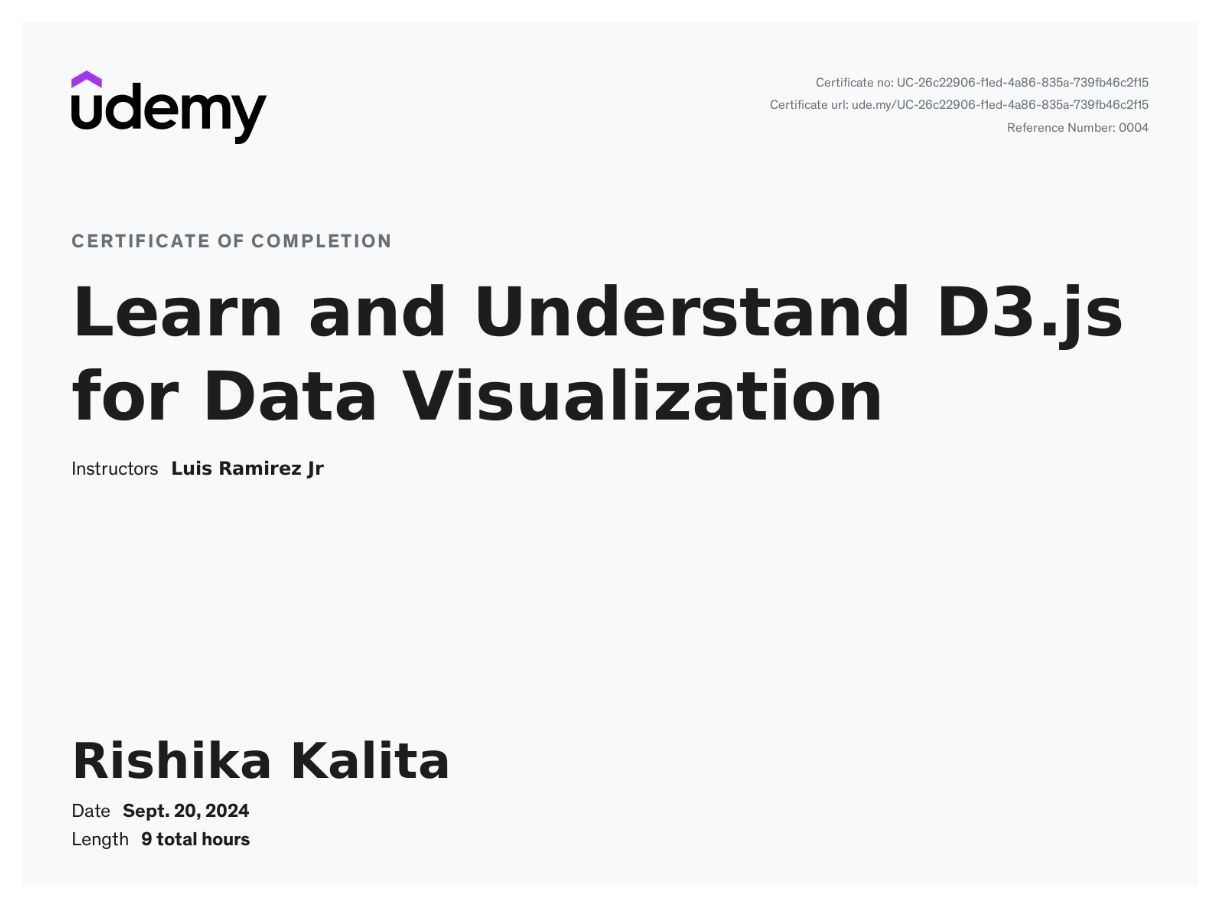 udemy
Certificate no: UC-26c22906-f1ed-4a86-835a-739fb46c2f15
Certificate url: ude.my/UC-26c22906-f1ed-4a86-835a-739fb46c2f15
Reference Number: 0004
CERTIFICATE OF COMPLETION
Learn and Understand D3.js
for Data Visualization
Instructors Luis Ramirez Jr
Rishika Kalita
Date Sept. 20, 2024
Length 9 total hours